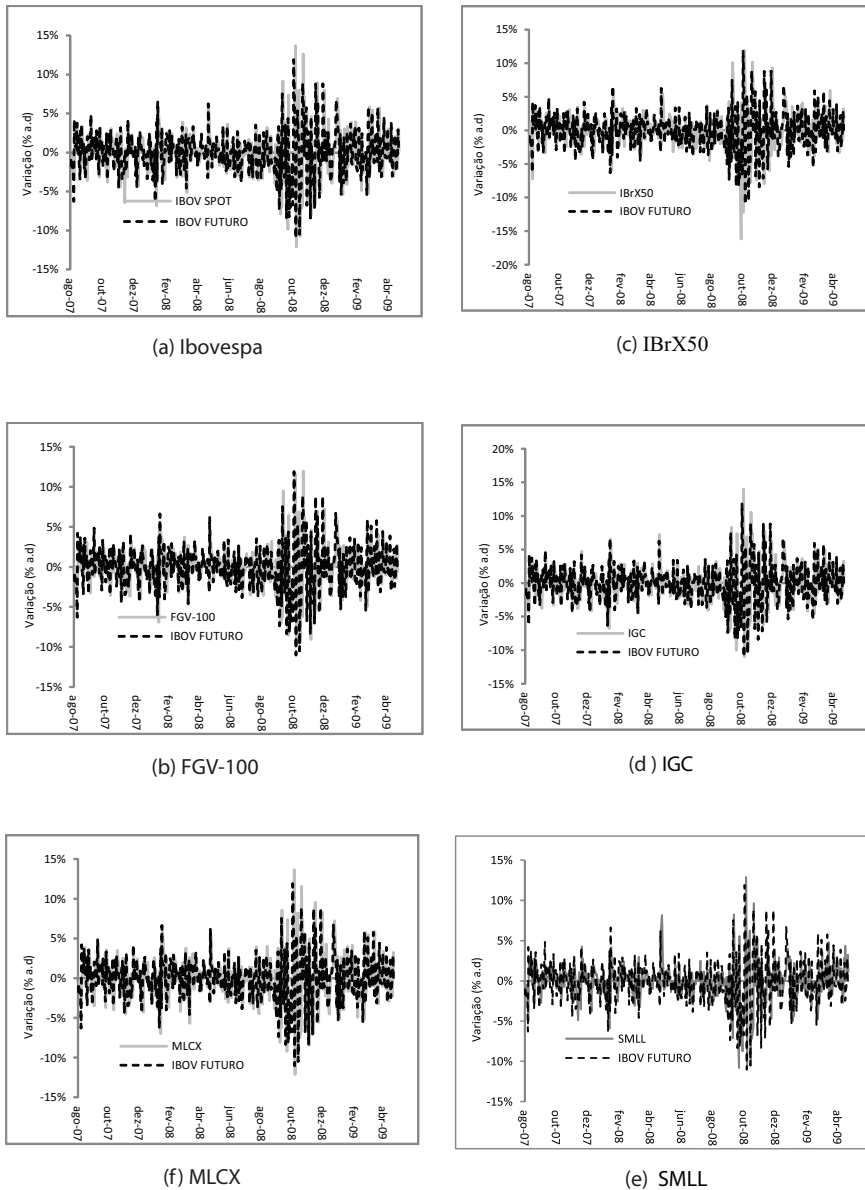 15%
10%
5%
0%
-5%
-10%
-15%
Variação (% a.d)
IBOV SPOT
IBOV FUTURO
ago-07
out-07
dez-07
fev-08
abr-08
jun-08
ago-08
out-08
dez-08
fev-09
abr-09
(a) Ibovespa
15%
10%
5%
0%
-5%
-10%
-15%
-20%
Variação (% a.d)
IBrX50
IBOV FUTURO
ago-07
out-07
dez-07
fev-08
abr-08
jun-08
ago-08
out-08
dez-08
fev-09
abr-09
(c) IBrX50
15%
10%
5%
0%
-5%
-10%
-15%
Variação (% a.d)
FGV-100
IBOV FUTURO
ago-07
out-07
dez-07
fev-08
abr-08
jun-08
ago-08
out-08
dez-08
fev-09
abr-09
(b) FGV-100
20%
15%
10%
5%
0%
-5%
-10%
-15%
Variação (% a.d)
IGC
IBOV FUTURO
ago-07
out-07
dez-07
fev-08
abr-08
jun-08
ago-08
out-08
dez-08
fev-09
abr-09
(d ) IGC
15%
10%
5%
0%
-5%
-10%
-15%
Variação (% a.d)
MLCX
IBOV FUTURO
ago-07
out-07
dez-07
fev-08
abr-08
jun-08
ago-08
out-08
dez-08
fev-09
abr-09
(f) MLCX
15%
10%
5%
0%
-5%
-10%
-15%
Variação (% a.d)
SMLL
IBOV FUTURO
ago-07
out-07
dez-07
fev-08
abr-08
jun-08
ago-08
out-08
dez-08
fev-09
abr-09
(e) SMLL